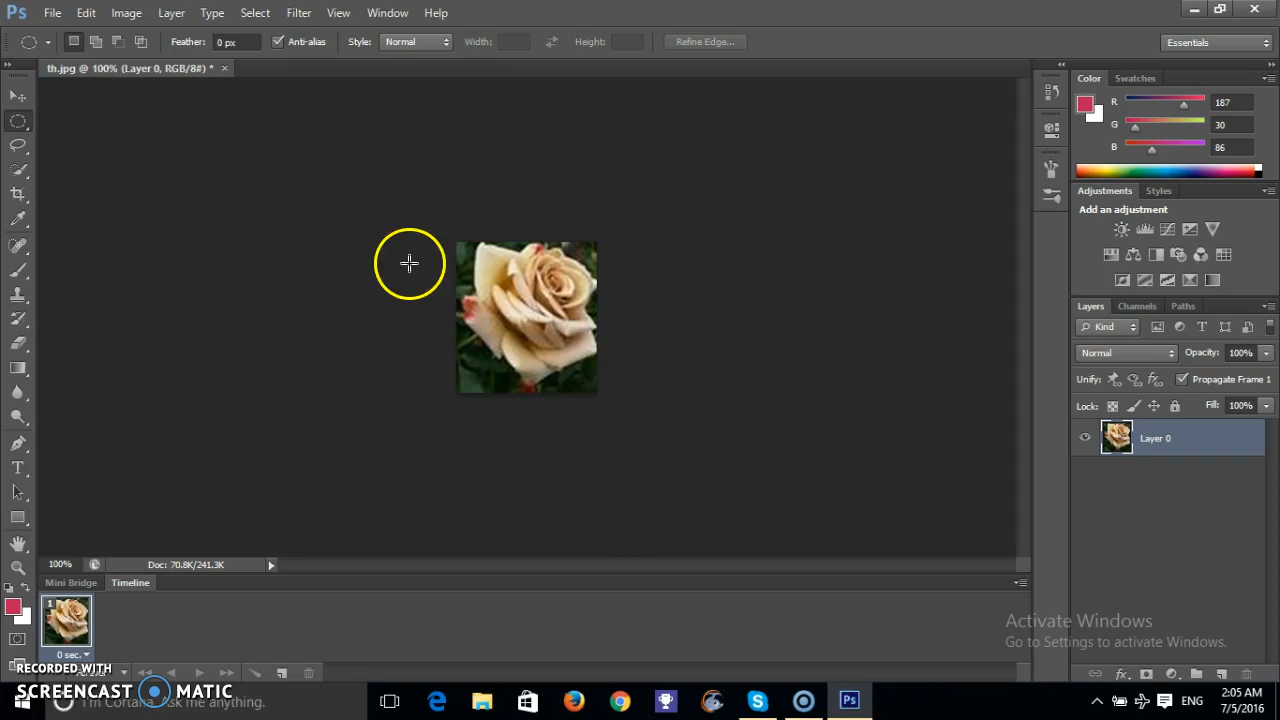 Ps File Edit Image Layer Type Select Filter View Window Help
Feather: 0 px Anti-alias Style: Normal Width: Height: Refine Edge... Essentials
th.jpg @ 100% (Layer 0, RGB/8#) * ×
Color Swatches
R 187
G 30
B 86
Adjustments Styles
Add an adjustment
Layers Channels Paths
Kind
Normal Opacity: 100%
Unify: Propagate Frame 1
Lock: Fill: 100%
Layer 0
100% Doc: 70.8K/241.3K
Mini Bridge Timeline
1
0 sec.
Activate Windows
Go to Settings to activate Windows.
RECORDED WITH
SCREENCAST MATIC
I'm Cortana. Ask me anything.
Ps
ENG
2:05 AM
7/5/2016